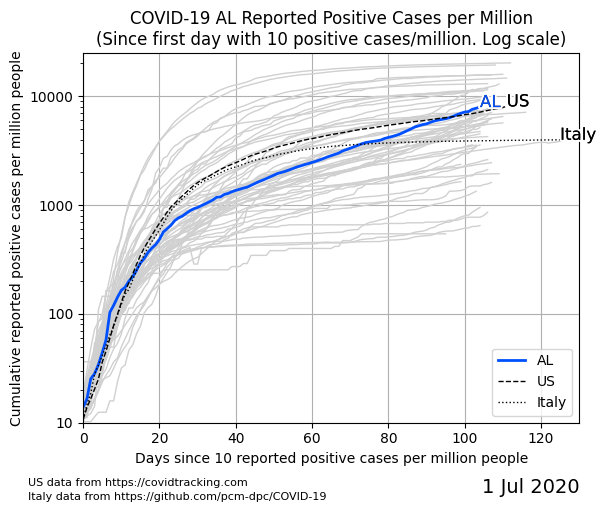 COVID-19 AL Reported Positive Cases per Million
(Since first day with 10 positive cases/million. Log scale)
Cumulative reported positive cases per million people
10000
1000
100
10
AL
US
Italy
AL
US
Italy
0
20
40
60
80
100
120
Days since 10 reported positive cases per million people
US data from https://covidtracking.com
Italy data from https://github.com/pcm-dpc/COVID-19
1 Jul 2020